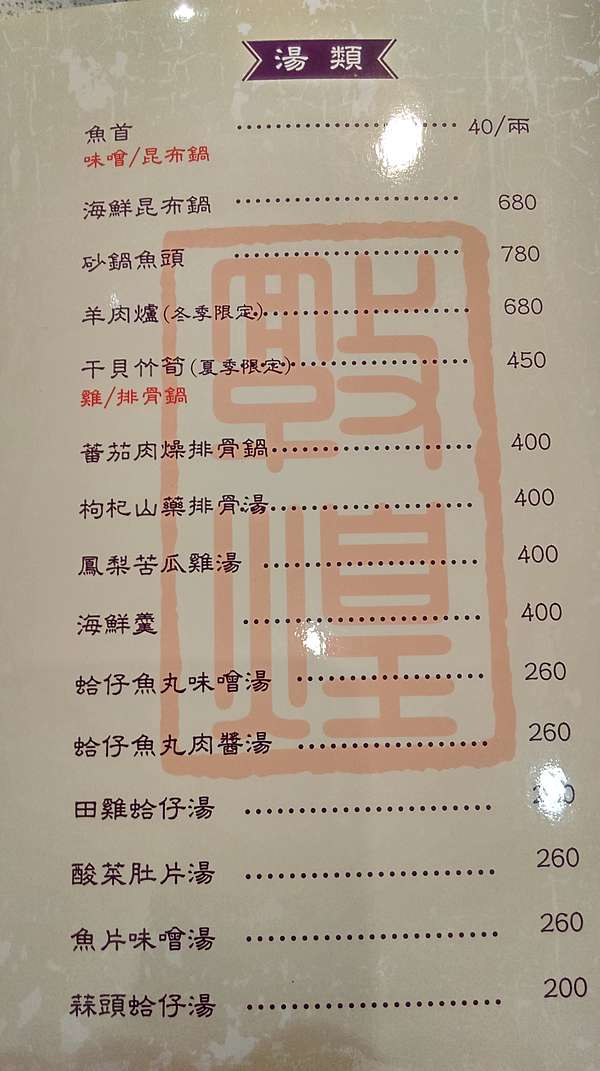 湯類
魚首 40/兩
味噌/昆布鍋
海鮮昆布鍋 680
砂鍋魚頭 780
羊肉爐(冬季限定) 680
干貝竹筍(夏季限定) 450
雞/排骨鍋
蕃茄肉燥排骨鍋 400
枸杞山藥排骨湯 400
鳳梨苦瓜雞湯 400
海鮮羹 400
蛤仔魚丸味噌湯 260
蛤仔魚丸肉醬湯 260
田雞蛤仔湯
酸菜肚片湯 260
魚片味噌湯 260
蒜頭蛤仔湯 200
敦煌